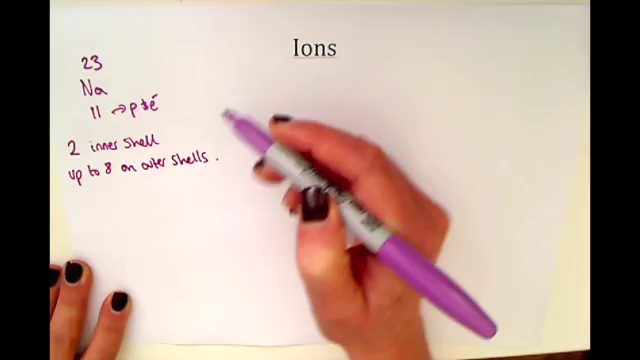 Ions
23
Na
11 → p & é
2 inner shell
up to 8 on outer shells.